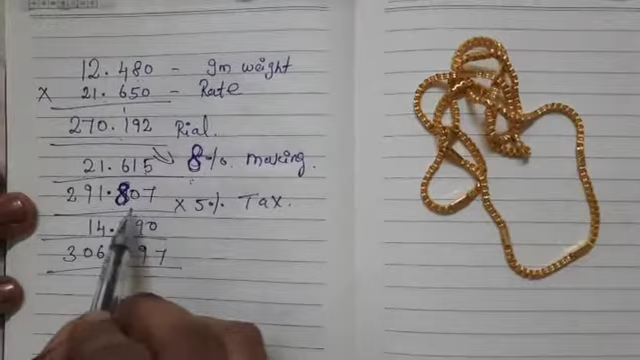 12.480 - gm weight
x 21.650 - Rate
270.192 Rial.
21.615 8% making.
291.807 x 5% Tax.